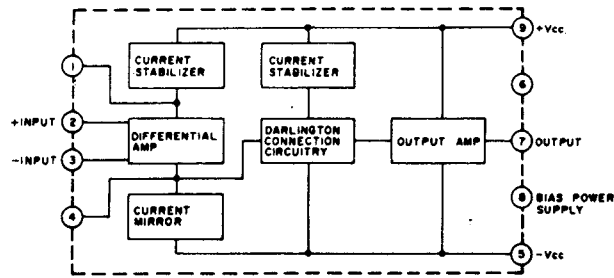 9
+Vcc.
CURRENT
STABILIZER
CURRENT
STABILIZER
1
6
+INPUT
2
DIFFERENTIAL
AMP
DARLINGTON
CONNECTION
CIRCUITRY
OUTPUT AMP
7
OUTPUT
-INPUT
3
4
CURRENT
MIRROR
8
BIAS POWER
SUPPLY
5
-Vcc